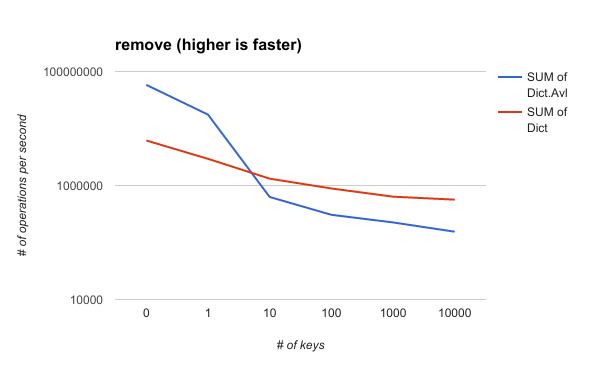 remove (higher is faster)
100000000
1000000
10000
# of operations per second
0 1 10 100 1000 10000
# of keys
SUM of
Dict.Avl
SUM of
Dict